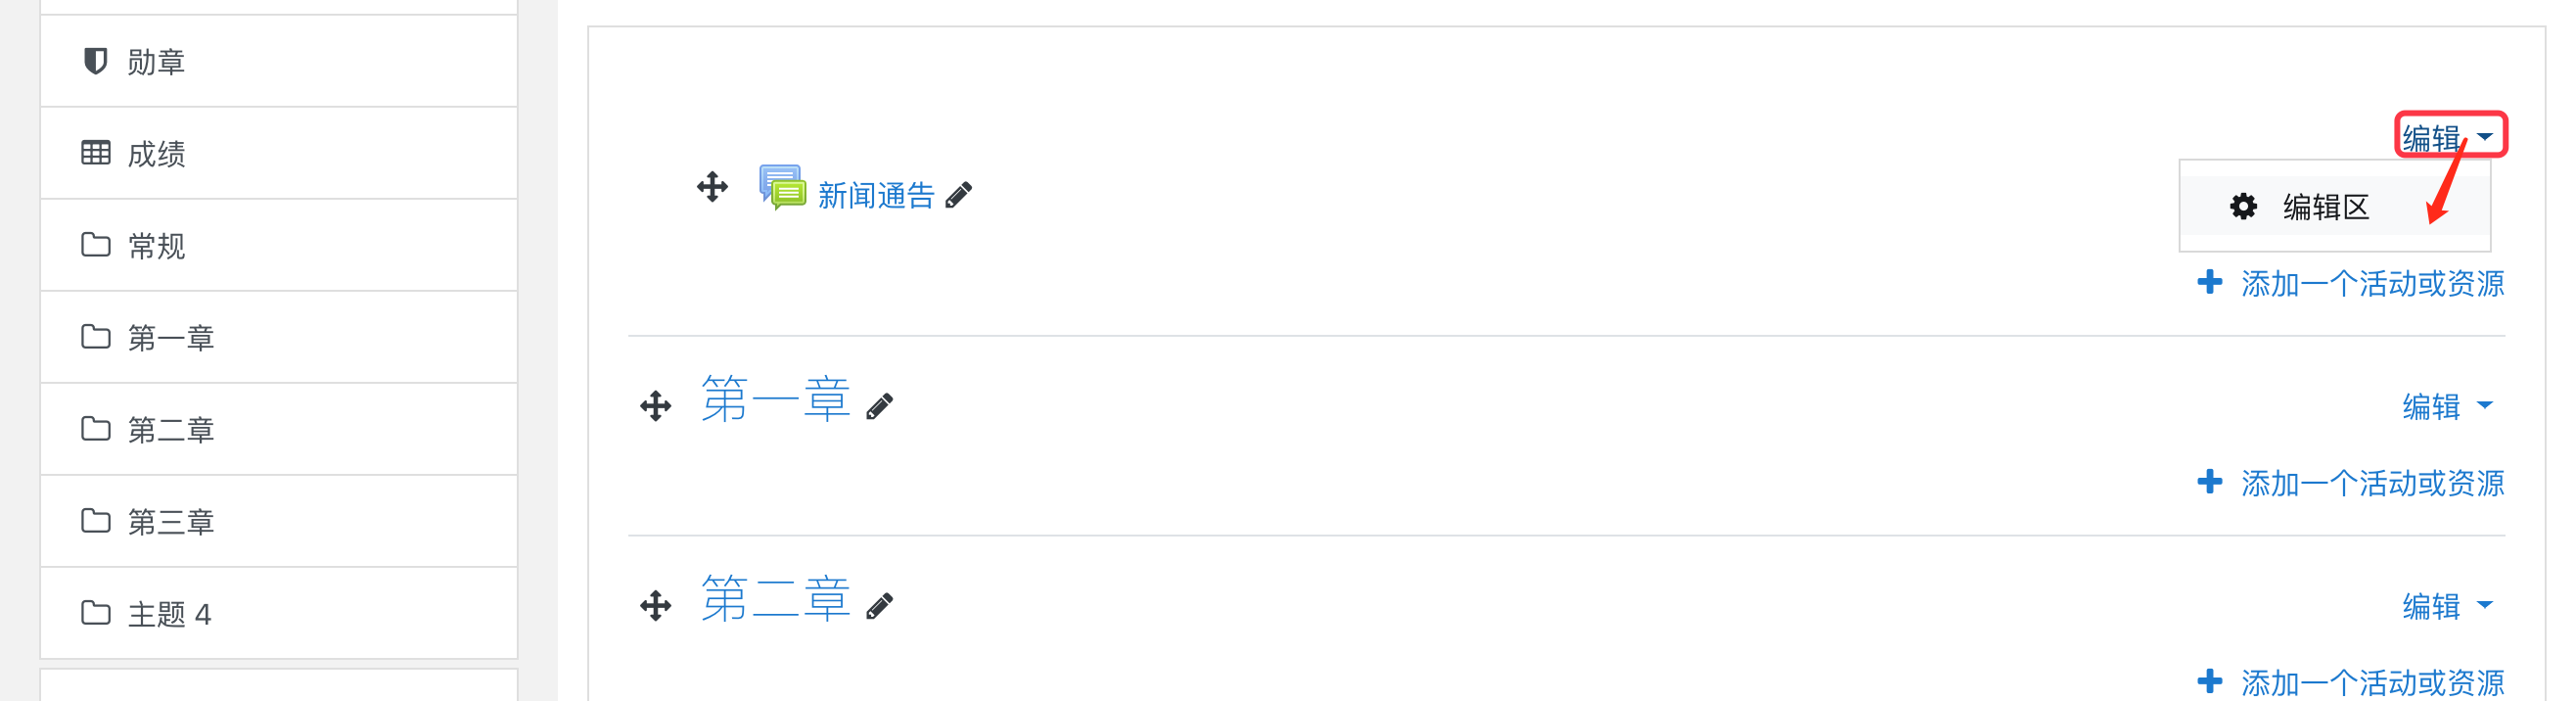 勋章
成绩
常规
第一章
第二章
第三章
主题 4
编辑
新闻通告
编辑区
添加一个活动或资源
第一章
编辑
添加一个活动或资源
第二章
编辑
添加一个活动或资源